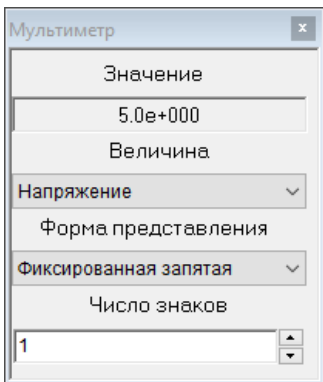 Мультиметр
Значение
5.0e+000
Величина
Напряжение
Форма представления
Фиксированная запятая
Число знаков
1